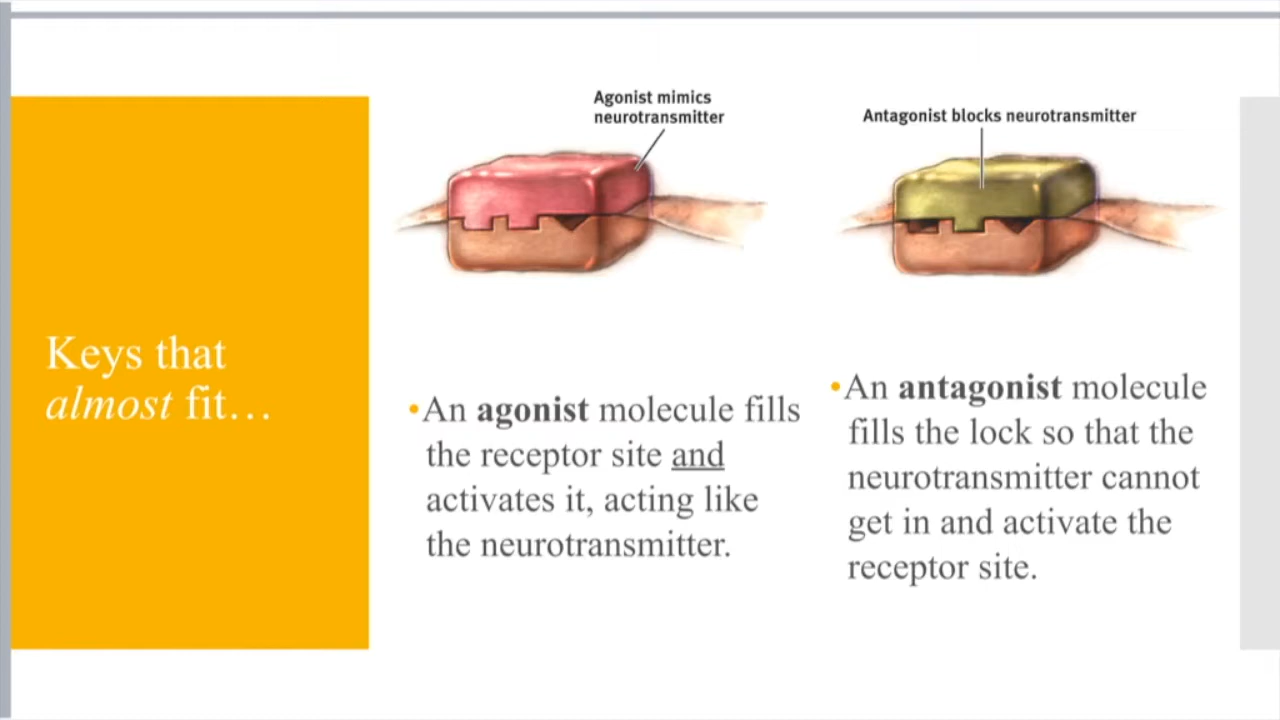 Agonist mimics
neurotransmitter
Antagonist blocks neurotransmitter
Keys that
almost fit…
•An agonist molecule fills
the receptor site and
activates it, acting like
the neurotransmitter.
•An antagonist molecule
fills the lock so that the
neurotransmitter cannot
get in and activate the
receptor site.